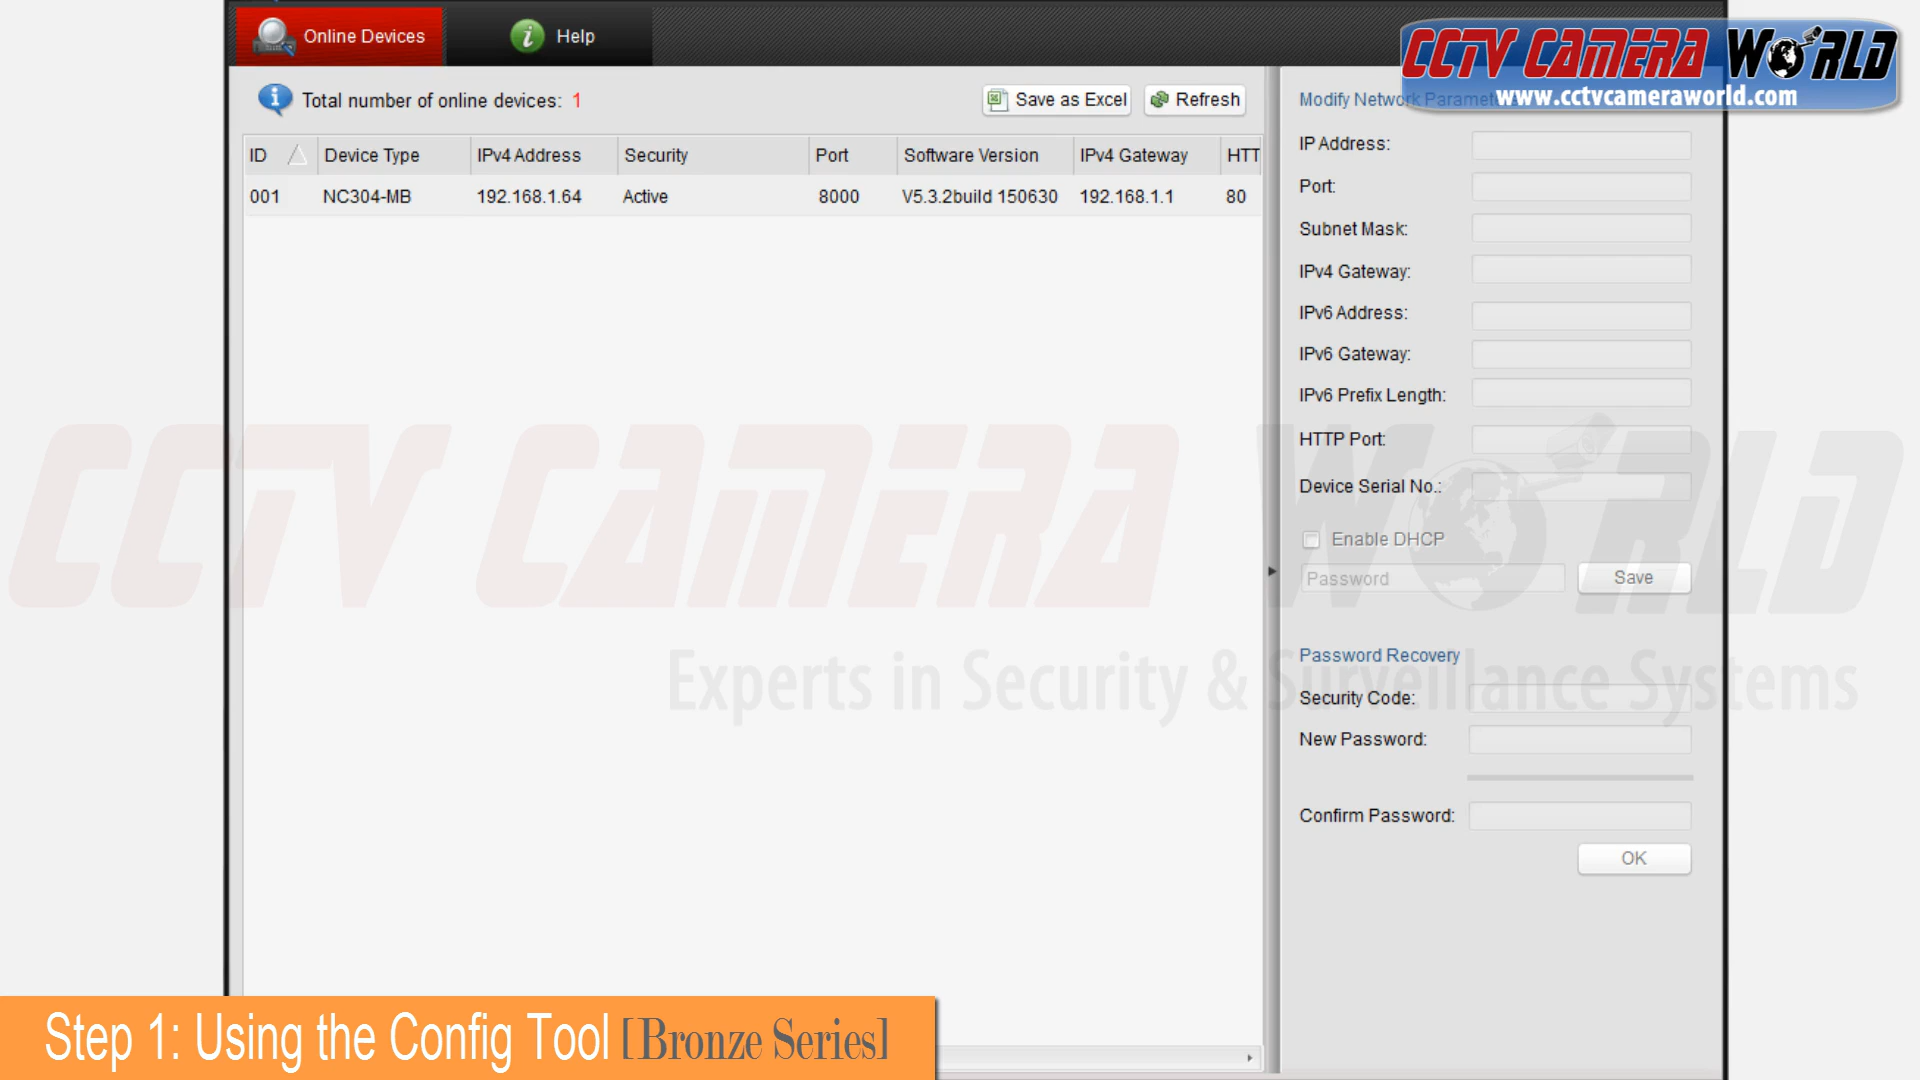 Online Devices
Help
CCTV CAMERA WORLD
www.cctvcameraworld.com
Total number of online devices: 1
Save as Excel
Refresh
Modify Network Parameters
ID Device Type IPv4 Address Security Port Software Version IPv4 Gateway HTT
001 NC304-MB 192.168.1.64 Active 8000 V5.3.2build 150630 192.168.1.1 80
IP Address:
Port:
Subnet Mask:
IPv4 Gateway:
IPv6 Address:
IPv6 Gateway:
IPv6 Prefix Length:
HTTP Port:
Device Serial No.:
Enable DHCP
Password
Save
CCTV CAMERA WORLD
Experts in Security & Surveillance Systems
Password Recovery
Security Code:
New Password:
Confirm Password:
OK
Step 1: Using the Config Tool [Bronze Series]